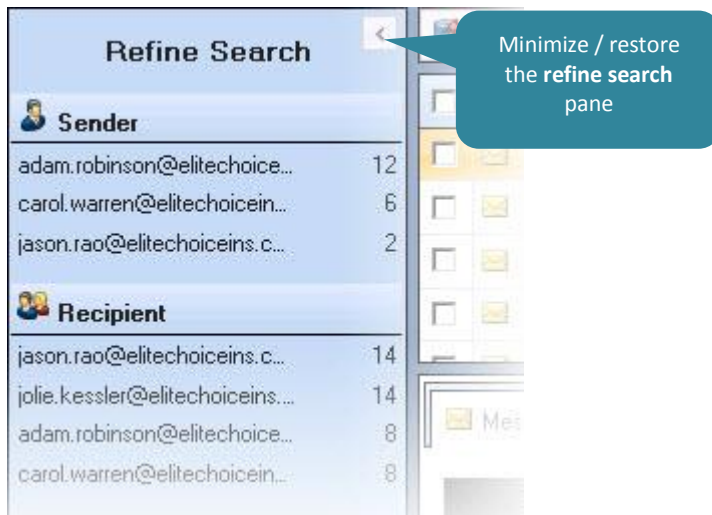 Refine Search
<
Minimize / restore
the refine search
pane
Sender
adam.robinson@elitechoice... 12
carol.warren@elitechoicein... 6
jason.rao@elitechoiceins.c... 2
Recipient
jason.rao@elitechoiceins.c... 14
jolie.kessler@elitechoiceins.... 14
adam.robinson@elitechoice... 8
carol.warren@elitechoicein... 8
Mes